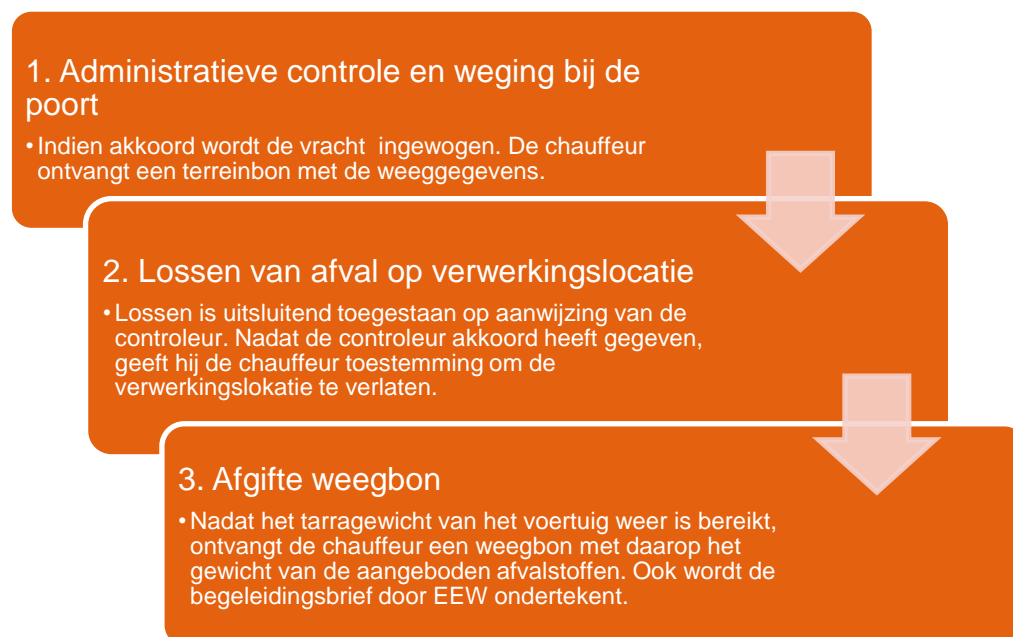 1. Administratieve controle en weging bij de
poort
• Indien akkoord wordt de vracht  ingewogen. De chauffeur
ontvangt een terreinbon met de weeggegevens.
2. Lossen van afval op verwerkingslocatie
• Lossen is uitsluitend toegestaan op aanwijzing van de
controleur. Nadat de controleur akkoord heeft gegeven,
geeft hij de chauffeur toestemming om de
verwerkingslokatie te verlaten.
3. Afgifte weegbon
• Nadat het tarragewicht van het voertuig weer is bereikt,
ontvangt de chauffeur een weegbon met daarop het
gewicht van de aangeboden afvalstoffen. Ook wordt de
begeleidingsbrief door EEW ondertekent.